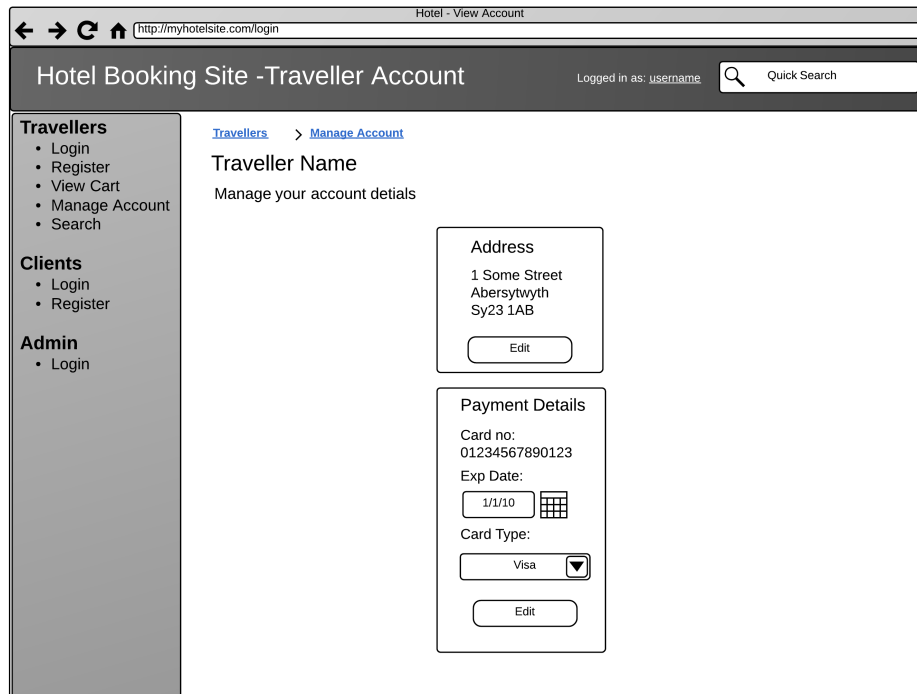 Hotel - View Account
http://myhotelsite.com/login
Hotel Booking Site -Traveller Account
Logged in as: username
Quick Search
Travellers
• Login
• Register
• View Cart
• Manage Account
• Search
Clients
• Login
• Register
Admin
• Login
Travellers > Manage Account
Traveller Name
Manage your account detials
Address
1 Some Street
Abersytwyth
Sy23 1AB
Edit
Payment Details
Card no:
01234567890123
Exp Date:
1/1/10
Card Type:
Visa
Edit